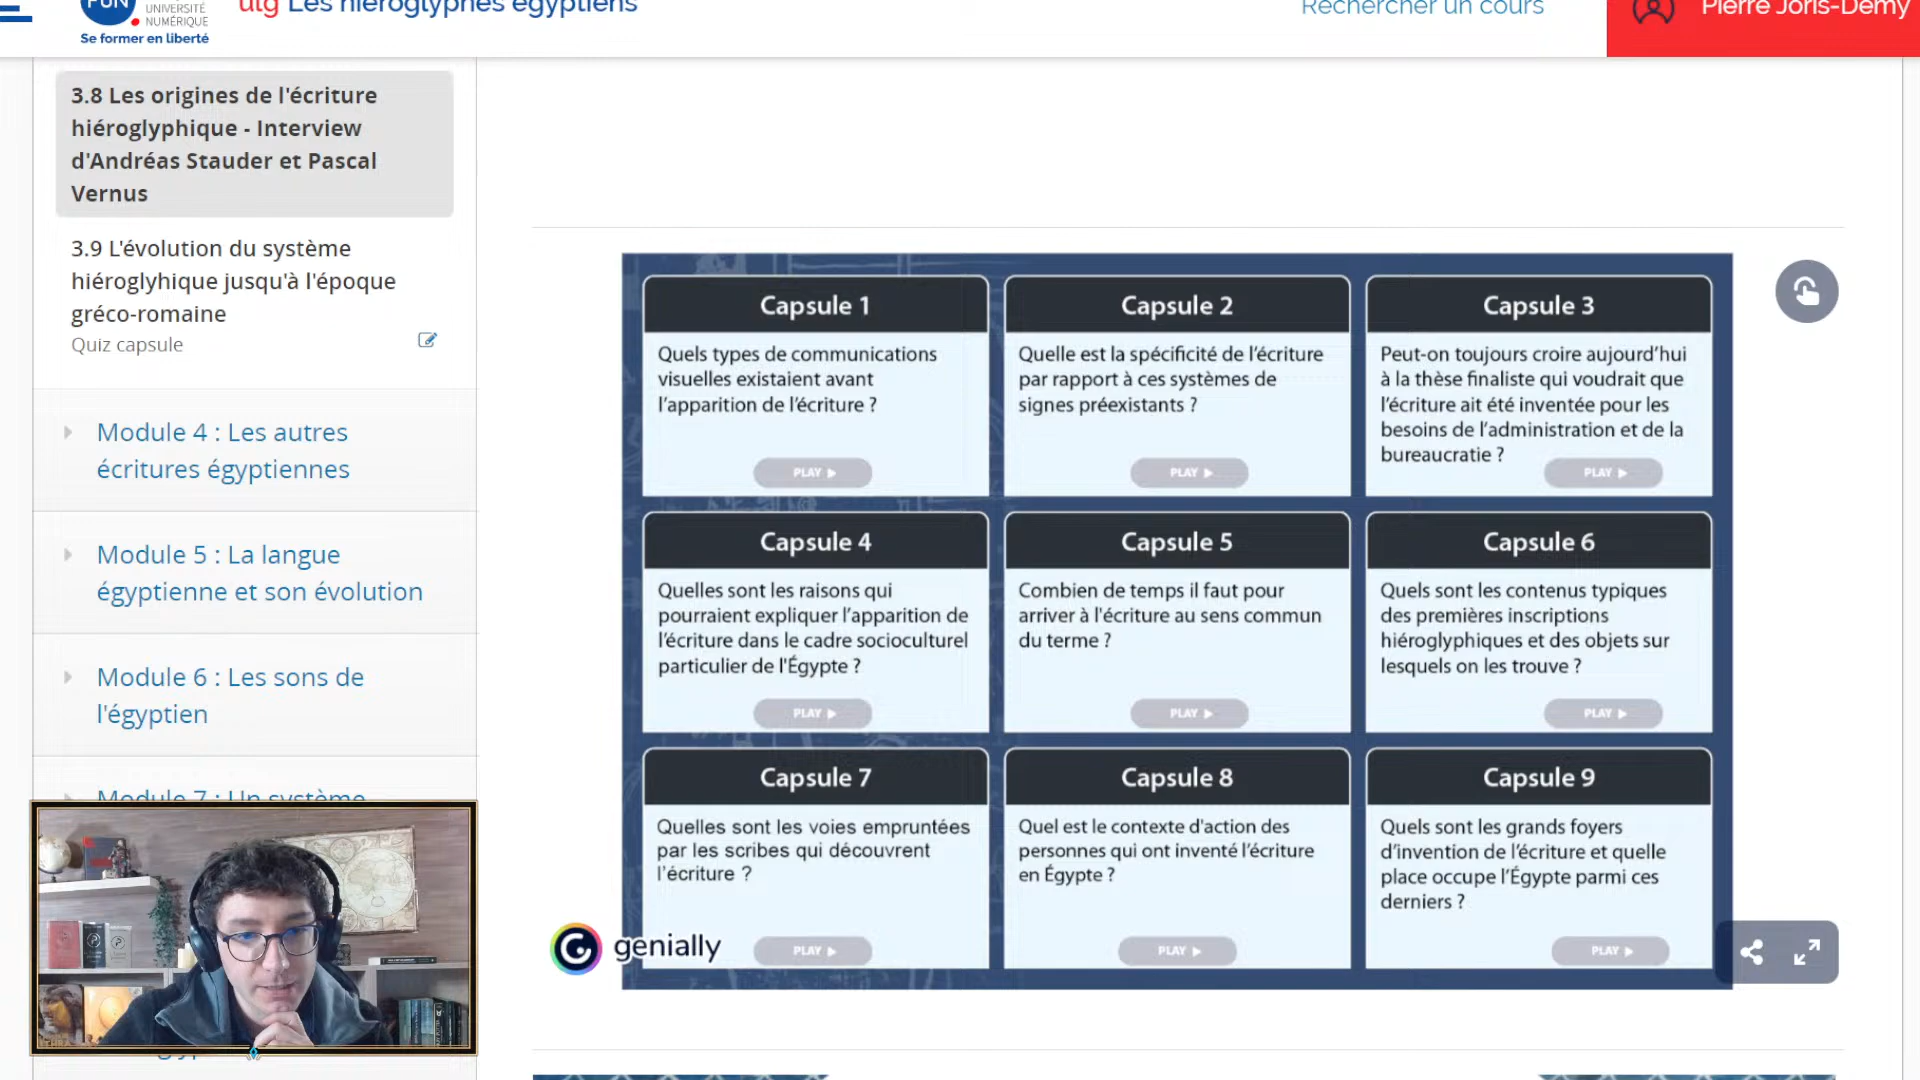 FUN
UNIVERSITÉ
NUMÉRIQUE
Se former en liberté
ulg Les hiéroglyphes égyptiens
Rechercher un cours
Pierre Joris-Demy
3.8 Les origines de l'écriture
hiéroglyphique - Interview
d'Andréas Stauder et Pascal
Vernus
3.9 L'évolution du système
hiéroglyhique jusqu'à l'époque
gréco-romaine
Quiz capsule
Module 4 : Les autres
écritures égyptiennes
Module 5 : La langue
égyptienne et son évolution
Module 6 : Les sons de
l'égyptien
Module 7 : Un système
Capsule 1
Quels types de communications
visuelles existaient avant
l'apparition de l'écriture ?
PLAY
Capsule 2
Quelle est la spécificité de l'écriture
par rapport à ces systèmes de
signes préexistants ?
PLAY
Capsule 3
Peut-on toujours croire aujourd'hui
à la thèse finaliste qui voudrait que
l'écriture ait été inventée pour les
besoins de l'administration et de la
bureaucratie ?
PLAY
Capsule 4
Quelles sont les raisons qui
pourraient expliquer l'apparition de
l'écriture dans le cadre socioculturel
particulier de l'Égypte ?
PLAY
Capsule 5
Combien de temps il faut pour
arriver à l'écriture au sens commun
du terme ?
PLAY
Capsule 6
Quels sont les contenus typiques
des premières inscriptions
hiéroglyphiques et des objets sur
lesquels on les trouve ?
PLAY
Capsule 7
Quelles sont les voies empruntées
par les scribes qui découvrent
l'écriture ?
PLAY
Capsule 8
Quel est le contexte d'action des
personnes qui ont inventé l'écriture
en Égypte ?
PLAY
Capsule 9
Quels sont les grands foyers
d'invention de l'écriture et quelle
place occupe l'Égypte parmi ces
derniers ?
PLAY
genially